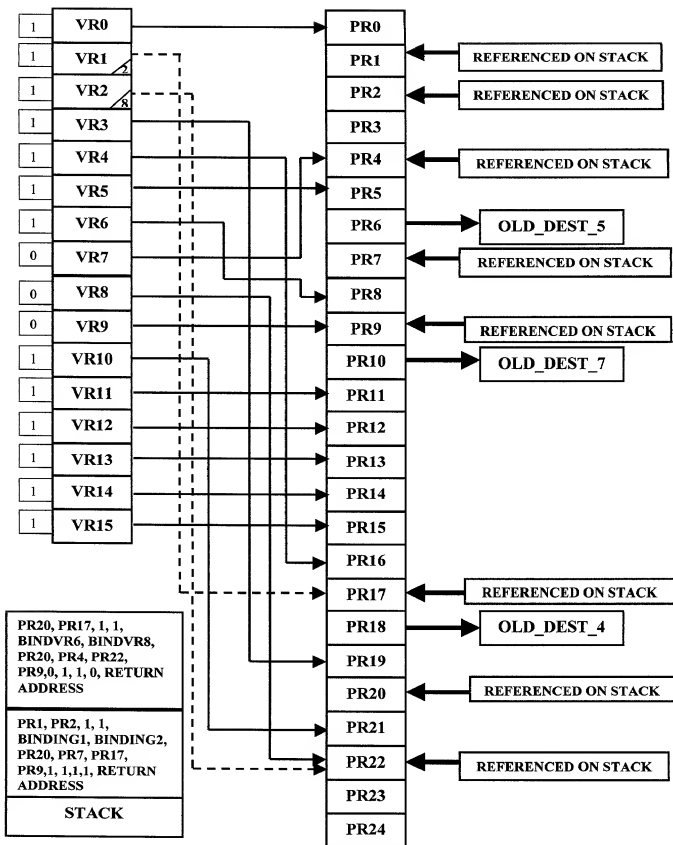 1 VR0 PR0
1 VR1 2 PR1 REFERENCED ON STACK
1 VR2 8 PR2 REFERENCED ON STACK
1 VR3 PR3
1 VR4 PR4 REFERENCED ON STACK
1 VR5 PR5
1 VR6 PR6 OLD_DEST_5
0 VR7 PR7 REFERENCED ON STACK
0 VR8 PR8
0 VR9 PR9 REFERENCED ON STACK
1 VR10 PR10 OLD_DEST_7
1 VR11 PR11
1 VR12 PR12
1 VR13 PR13
1 VR14 PR14
1 VR15 PR15
PR16
PR17 REFERENCED ON STACK
PR18 OLD_DEST_4
PR19
PR20 REFERENCED ON STACK
PR21
PR22 REFERENCED ON STACK
PR23
PR24
PR20, PR17, 1, 1,
BINDVR6, BINDVR8,
PR20, PR4, PR22,
PR9,0, 1, 1, 0, RETURN
ADDRESS
PR1, PR2, 1, 1,
BINDING1, BINDING2,
PR20, PR7, PR17,
PR9,1, 1,1,1, RETURN
ADDRESS
STACK